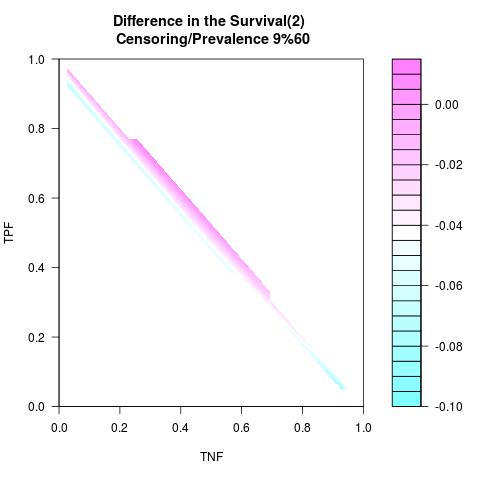 Difference in the Survival(2)
Censoring/Prevalence 9%60
1.0
0.8
0.6
0.4
0.2
0.0
TPF
0.0 0.2 0.4 0.6 0.8 1.0
TNF
0.00
-0.02
-0.04
-0.06
-0.08
-0.10